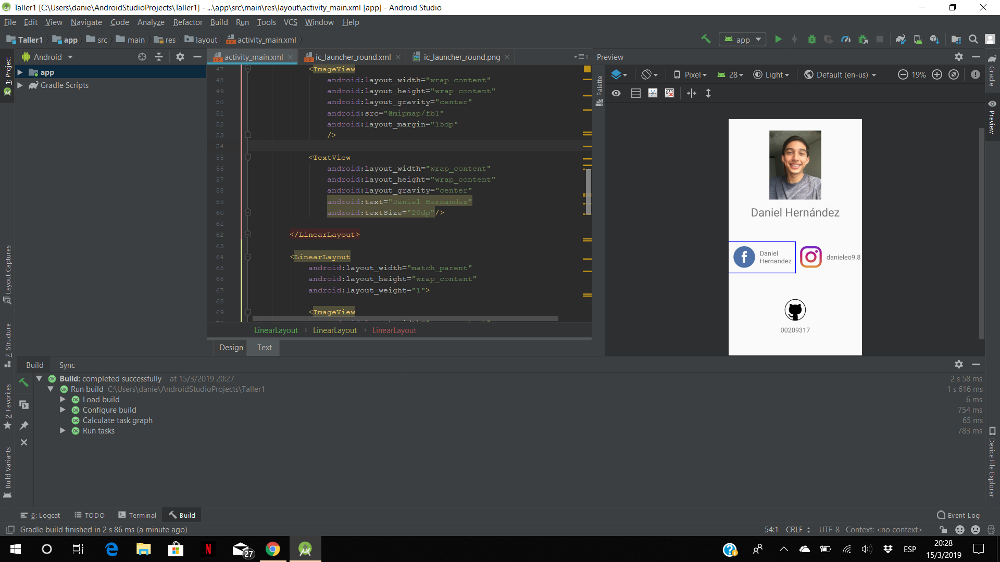 Taller1 [C:\Users\danie\AndroidStudioProjects\Taller1] - ...\app\src\main\res\layout\activity_main.xml [app] - Android Studio
File Edit View Navigate Code Analyze Refactor Build Run Tools VCS Window Help
Taller1 app src main res layout activity_main.xml
app
1: Project
Android
activity_main.xml
ic_launcher_round.xml
ic_launcher_round.png
1
Preview
app
Gradle Scripts
47 <ImageView
48 android:layout_width="wrap_content"
49 android:layout_height="wrap_content"
50 android:layout_gravity="center"
51 android:src="@mipmap/fb1"
52 android:layout_margin="15dp"
53 />
54
55 <TextView
56 android:layout_width="wrap_content"
57 android:layout_height="wrap_content"
58 android:layout_gravity="center"
59 android:text="Daniel Hernandez"
60 android:textSize="20dp"/>
61
62 </LinearLayout>
63
64 <LinearLayout
65 android:layout_width="match_parent"
66 android:layout_height="wrap_content"
67 android:layout_weight="1">
68
69 <ImageView
LinearLayout › LinearLayout › LinearLayout
Design Text
Palette
Pixel 28 Light Default (en-us) 19%
Daniel Hernández
Daniel
Hernandez
danieleo9.8
00209317
Gradle
Preview
Layout Captures
7: Structure
2: Favorites
Build Variants
Device File Explorer
Build Sync
Build: completed successfully at 15/3/2019 20:27 2 s 58 ms
Run build C:\Users\danie\AndroidStudioProjects\Taller1 1 s 616 ms
Load build 6 ms
Configure build 754 ms
Calculate task graph 65 ms
Run tasks 783 ms
6: Logcat TODO Terminal Build Event Log
Gradle build finished in 2 s 86 ms (a minute ago) 54:1 CRLF UTF-8 Context: <no context>
27
ESP
20:28
15/3/2019